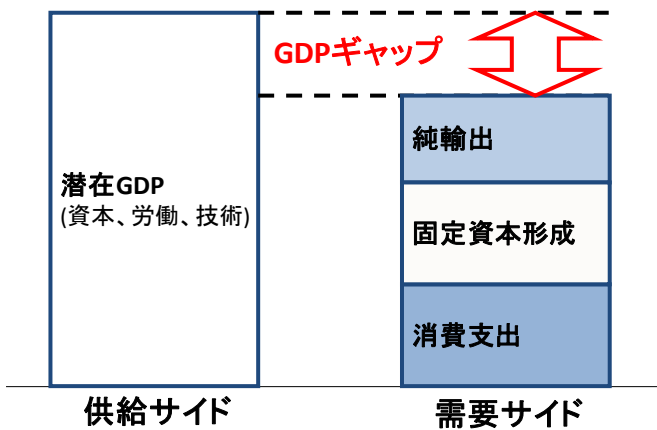 GDPギャップ
純輸出
潜在GDP
(資本、労働、技術)
固定資本形成
消費支出
供給サイド
需要サイド